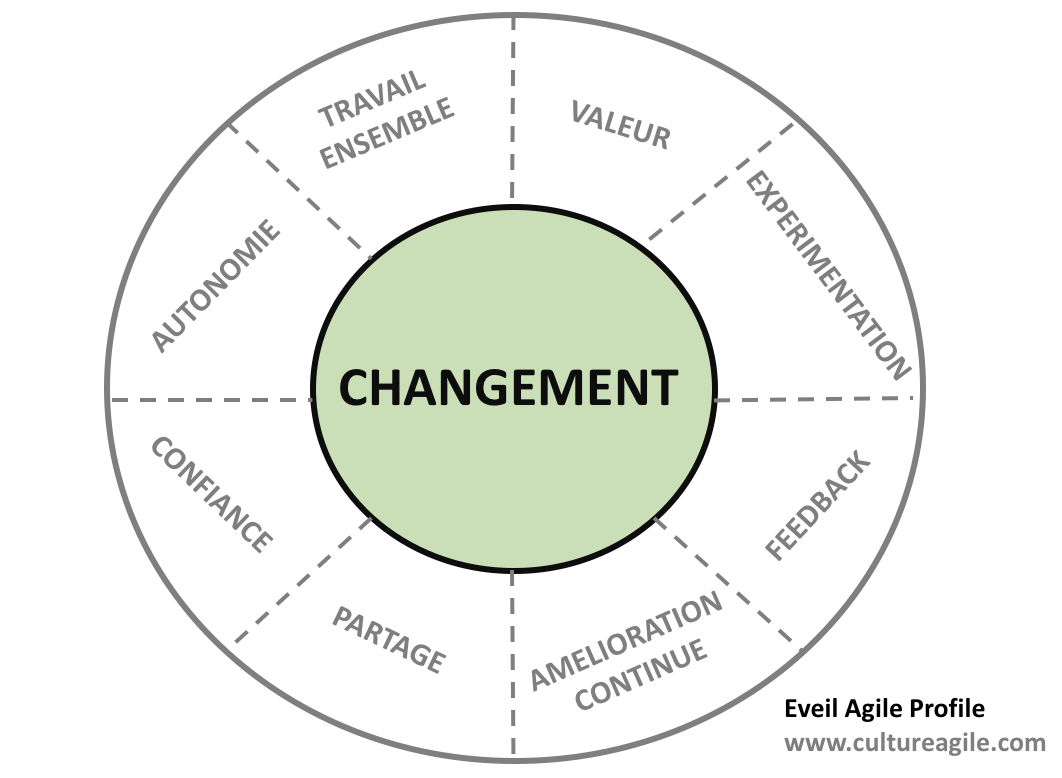 TRAVAIL
ENSEMBLE
VALEUR
EXPERIMENTATION
AUTONOMIE
CHANGEMENT
CONFIANCE
FEEDBACK
PARTAGE
AMELIORATION
CONTINUE
Eveil Agile Profile
www.cultureagile.com